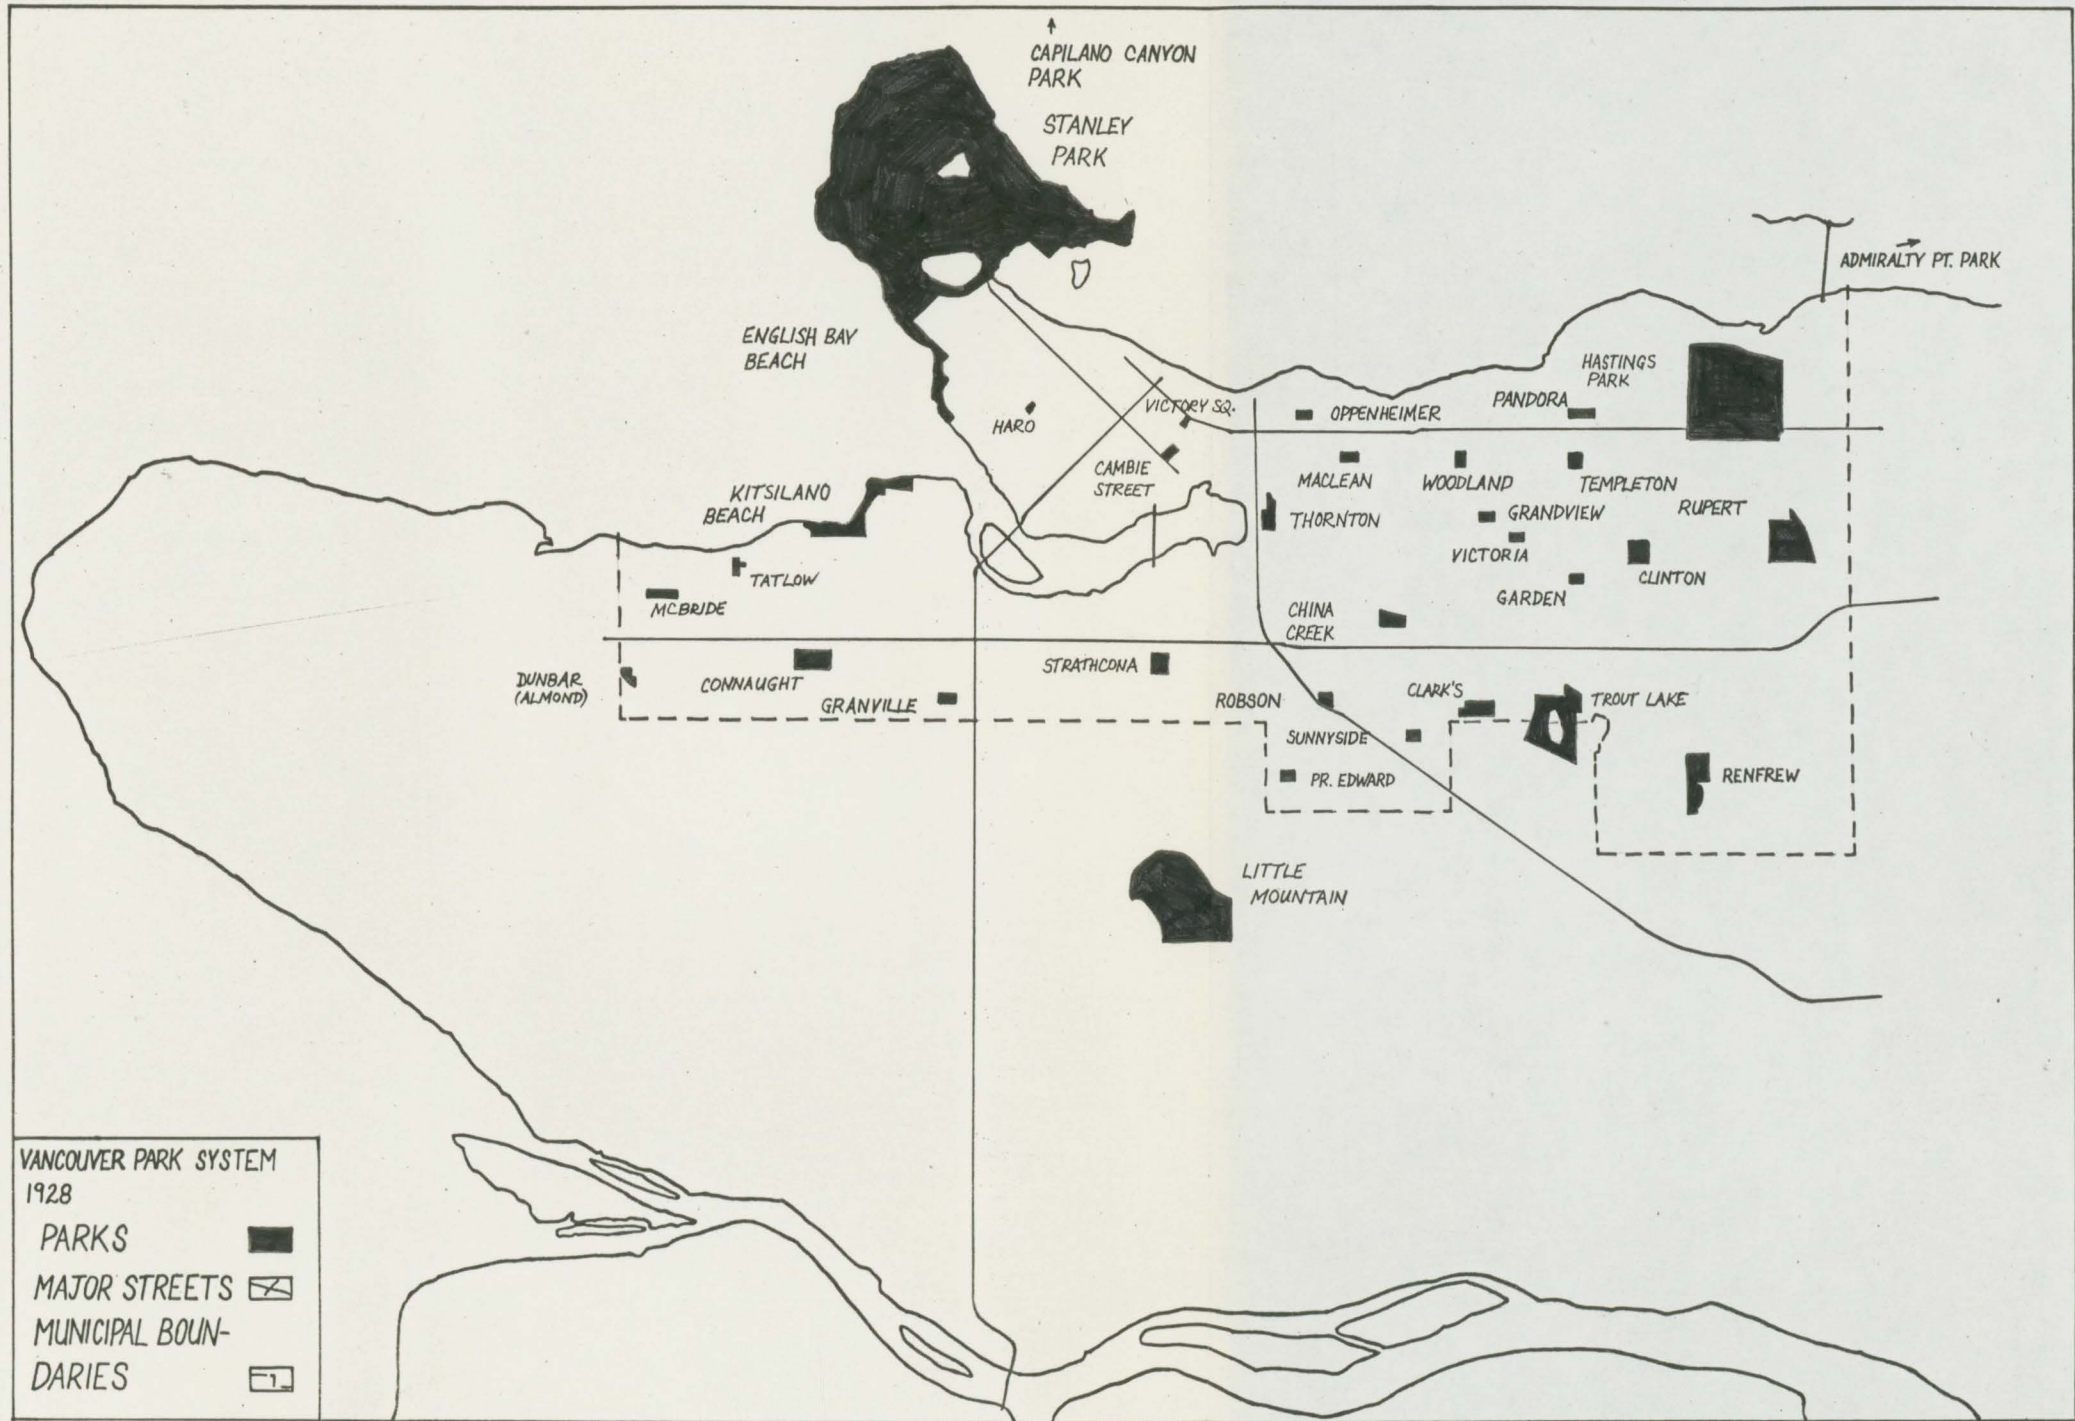 CAPILANO CANYON
PARK
STANLEY
PARK
ADMIRALTY PT. PARK
ENGLISH BAY
BEACH
HASTINGS
PARK
HARO
VICTORY SQ.
OPPENHEIMER
PANDORA
CAMBIE
STREET
MACLEAN
WOODLAND
TEMPLETON
KITSILANO
BEACH
THORNTON
GRANDVIEW
RUPERT
VICTORIA
TATLOW
CLINTON
MCBRIDE
GARDEN
CHINA
CREEK
DUNBAR
(ALMOND)
CONNAUGHT
GRANVILLE
STRATHCONA
ROBSON
CLARK'S
TROUT LAKE
SUNNYSIDE
PR. EDWARD
RENFREW
LITTLE
MOUNTAIN
VANCOUVER PARK SYSTEM
1928
PARKS
MAJOR STREETS
MUNICIPAL BOUN-
DARIES